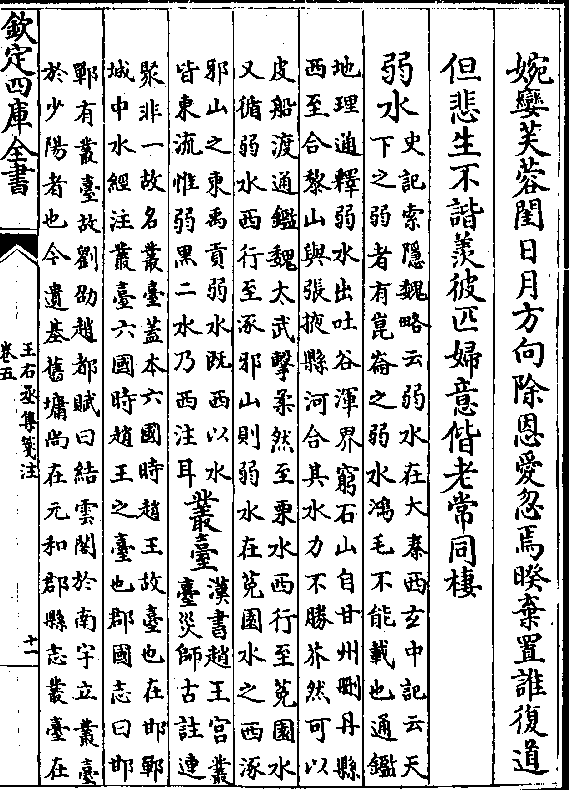 婉孌芙蓉閨日月方向除恩愛忽焉暌棄置誰復道
但悲生不諧羨彼匹婦意偕老常同棲
弱水
史記索隱魏略云弱水在大秦西玄中記云天
下之弱者有崑崙之弱水鴻毛不能載也通鑑
地理通釋弱水出吐谷渾界窮石山自甘州刪丹縣
西至合黎山與張掖縣河合其水力不勝芥然可以
皮船渡通鑑魏太武擊柔然至栗水西行至菟園水
又循弱水西行至涿邪山則弱水在菟園水之西涿
邪山之東禹貢弱水既西以水
皆東流惟弱黑二水乃西注耳
叢臺
漢書趙王宮叢
臺災師古註連
聚非一故名叢臺蓋本六國時趙王故臺也在邯鄲
城中水經注叢臺六國時趙王之臺也郡國志曰邯
鄲有叢臺故劉邵趙都賦曰結雲閣於南宇立叢臺
於少陽者也今遺基舊墉尚在元和郡縣志叢臺在
欽定四庫全書
王右丞集箋注
卷五
十一